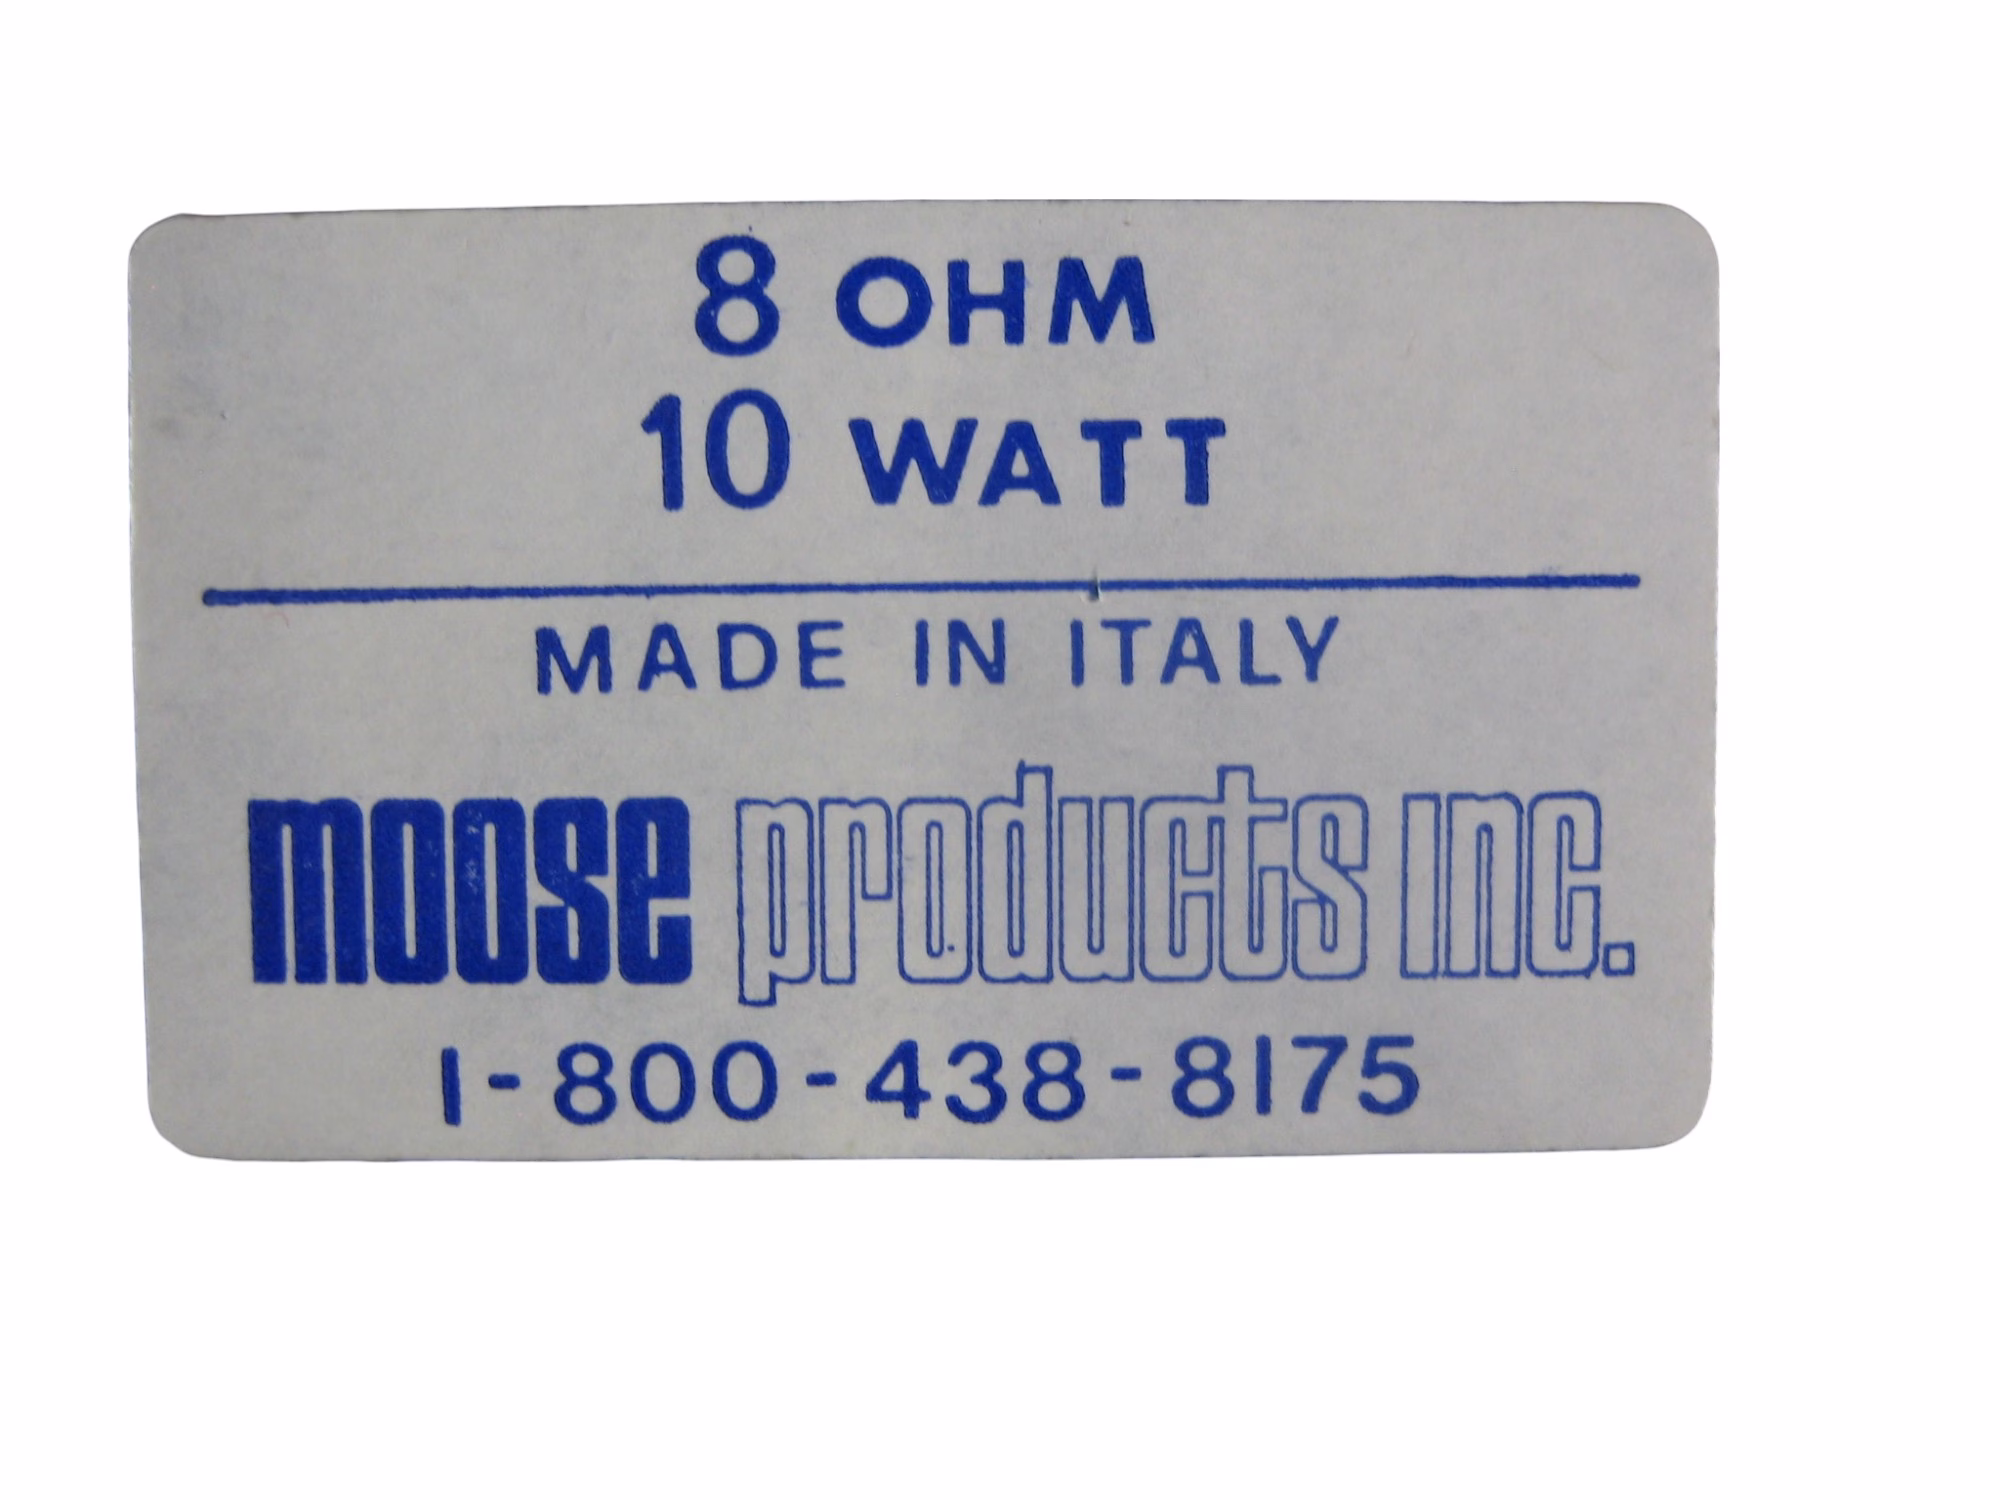 8 OHM
10 WATT
MADE IN ITALY
moose products inc.
1-800-438-8175